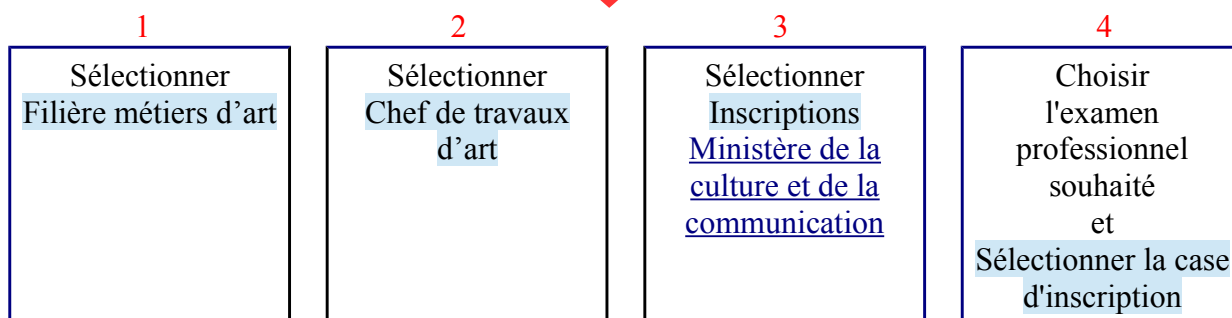 1
Sélectionner
Filière métiers d’art
2
Sélectionner
Chef de travaux
d’art
3
Sélectionner
Inscriptions
Ministère de la
culture et de la
communication
4
Choisir
l'examen
professionnel
souhaité
et
Sélectionner la case
d'inscription